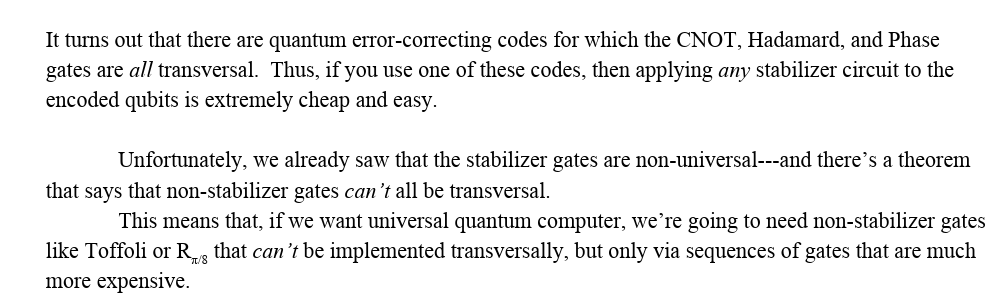 It turns out that there are quantum error-correcting codes for which the CNOT, Hadamard, and Phase
gates are all transversal.  Thus, if you use one of these codes, then applying any stabilizer circuit to the
encoded qubits is extremely cheap and easy.
Unfortunately, we already saw that the stabilizer gates are non-universal---and there’s a theorem
that says that non-stabilizer gates can’t all be transversal.
This means that, if we want universal quantum computer, we’re going to need non-stabilizer gates
like Toffoli or Rπ/8 that can’t be implemented transversally, but only via sequences of gates that are much
more expensive.